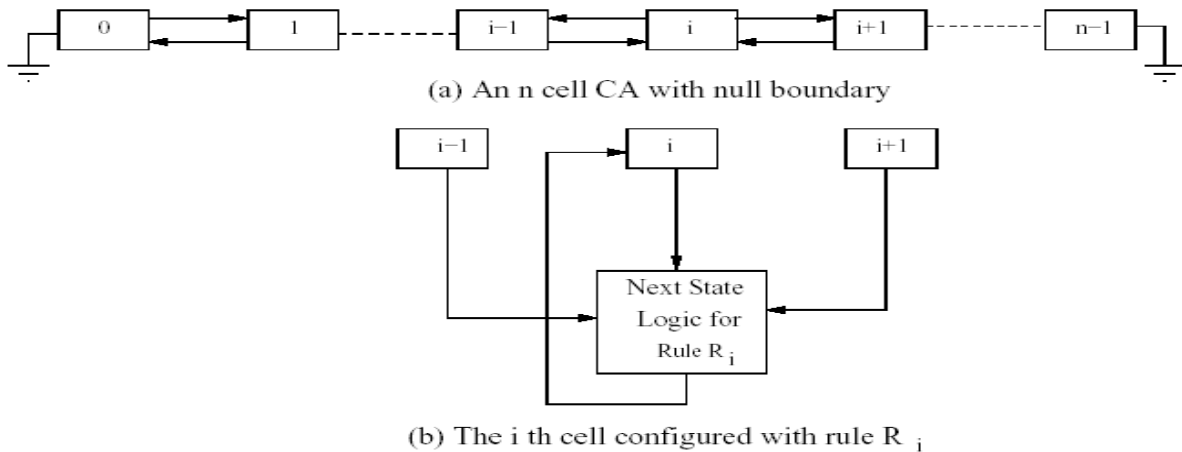 0 1 i−1 i i+1 n−1
(a) An n cell CA with null boundary
i−1 i i+1
Next State
Logic for
Rule R i
(b) The i th cell configured with rule R i